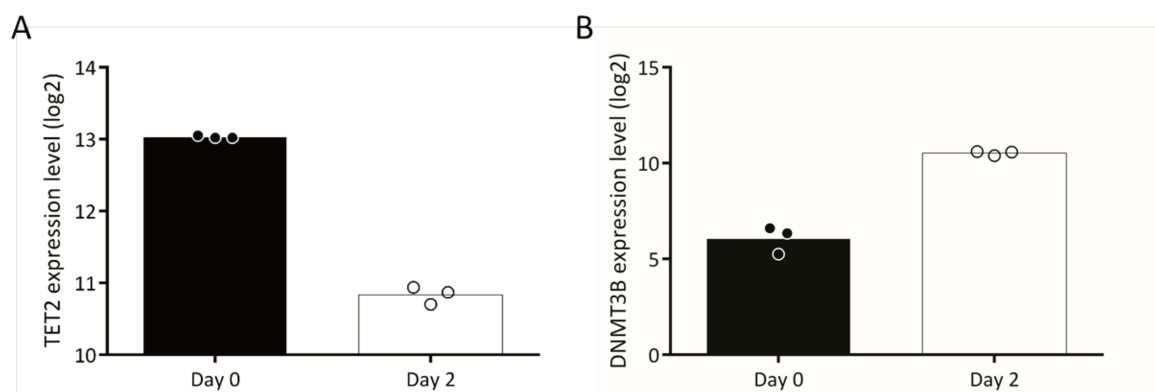 A
TET2 expression level (log2)
14
13
12
11
10
Day 0
Day 2
B
DNMT3B expression level (log2)
15
10
5
0
Day 0
Day 2